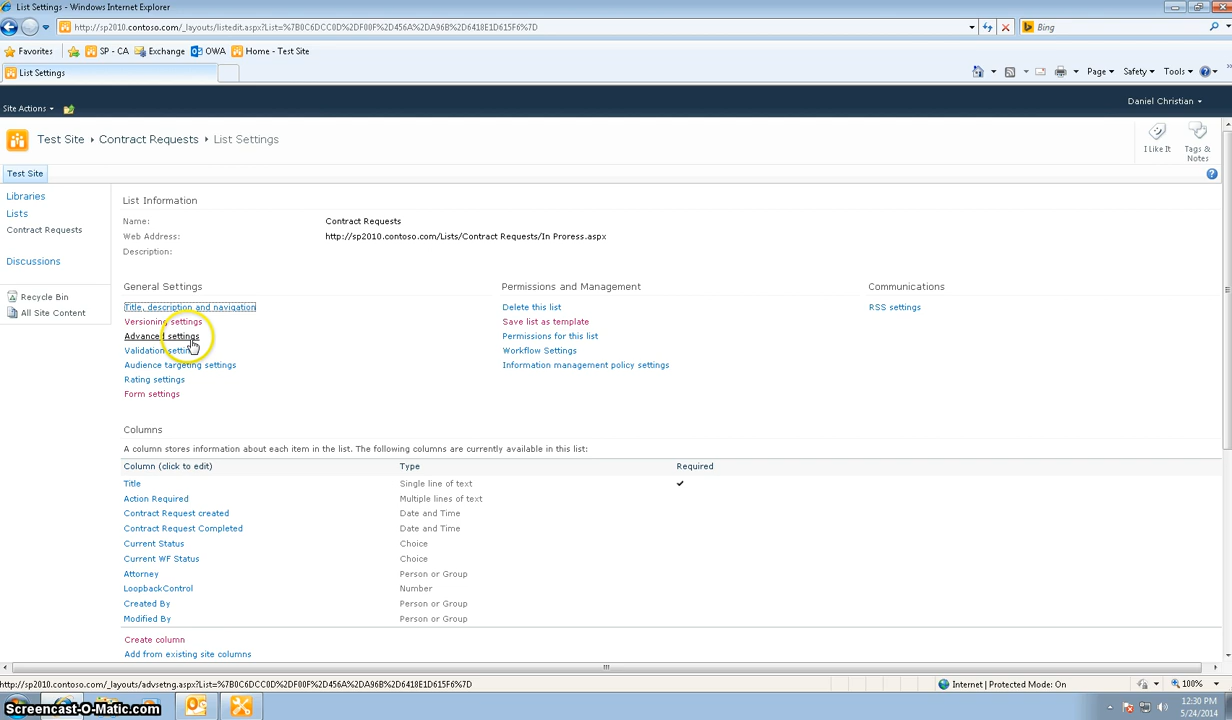 List Settings - Windows Internet Explorer
http://sp2010.contoso.com/_layouts/listedit.aspx?List=%7B0C6DCC0D%2DF00F%2D456A%2DA96B%2D6418E1D615F6%7D
Bing
Favorites SP - CA Exchange OWA Home - Test Site
List Settings
Page Safety Tools
Site Actions
Daniel Christian
Test Site Contract Requests List Settings
I Like It
Tags & Notes
Test Site
Libraries
Lists
Contract Requests
Discussions
Recycle Bin
All Site Content
List Information
Name: Contract Requests
Web Address: http://sp2010.contoso.com/Lists/Contract Requests/In Proress.aspx
Description:
General Settings Permissions and Management Communications
Title, description and navigation Delete this list RSS settings
Versioning settings Save list as template
Advanced settings Permissions for this list
Validation settings Workflow Settings
Audience targeting settings Information management policy settings
Rating settings
Form settings
Columns
A column stores information about each item in the list. The following columns are currently available in this list:
Column (click to edit) Type Required
Title Single line of text
Action Required Multiple lines of text
Contract Request created Date and Time
Contract Request Completed Date and Time
Current Status Choice
Current WF Status Choice
Attorney Person or Group
LoopbackControl Number
Created By Person or Group
Modified By Person or Group
Create column
Add from existing site columns
http://sp2010.contoso.com/_layouts/advsetng.aspx?List=%7B0C6DCC0D%2DF00F%2D456A%2DA96B%2D6418E1D615F6%7D
Internet | Protected Mode: On
100%
Screencast-O-Matic.com
12:30 PM
5/24/2014